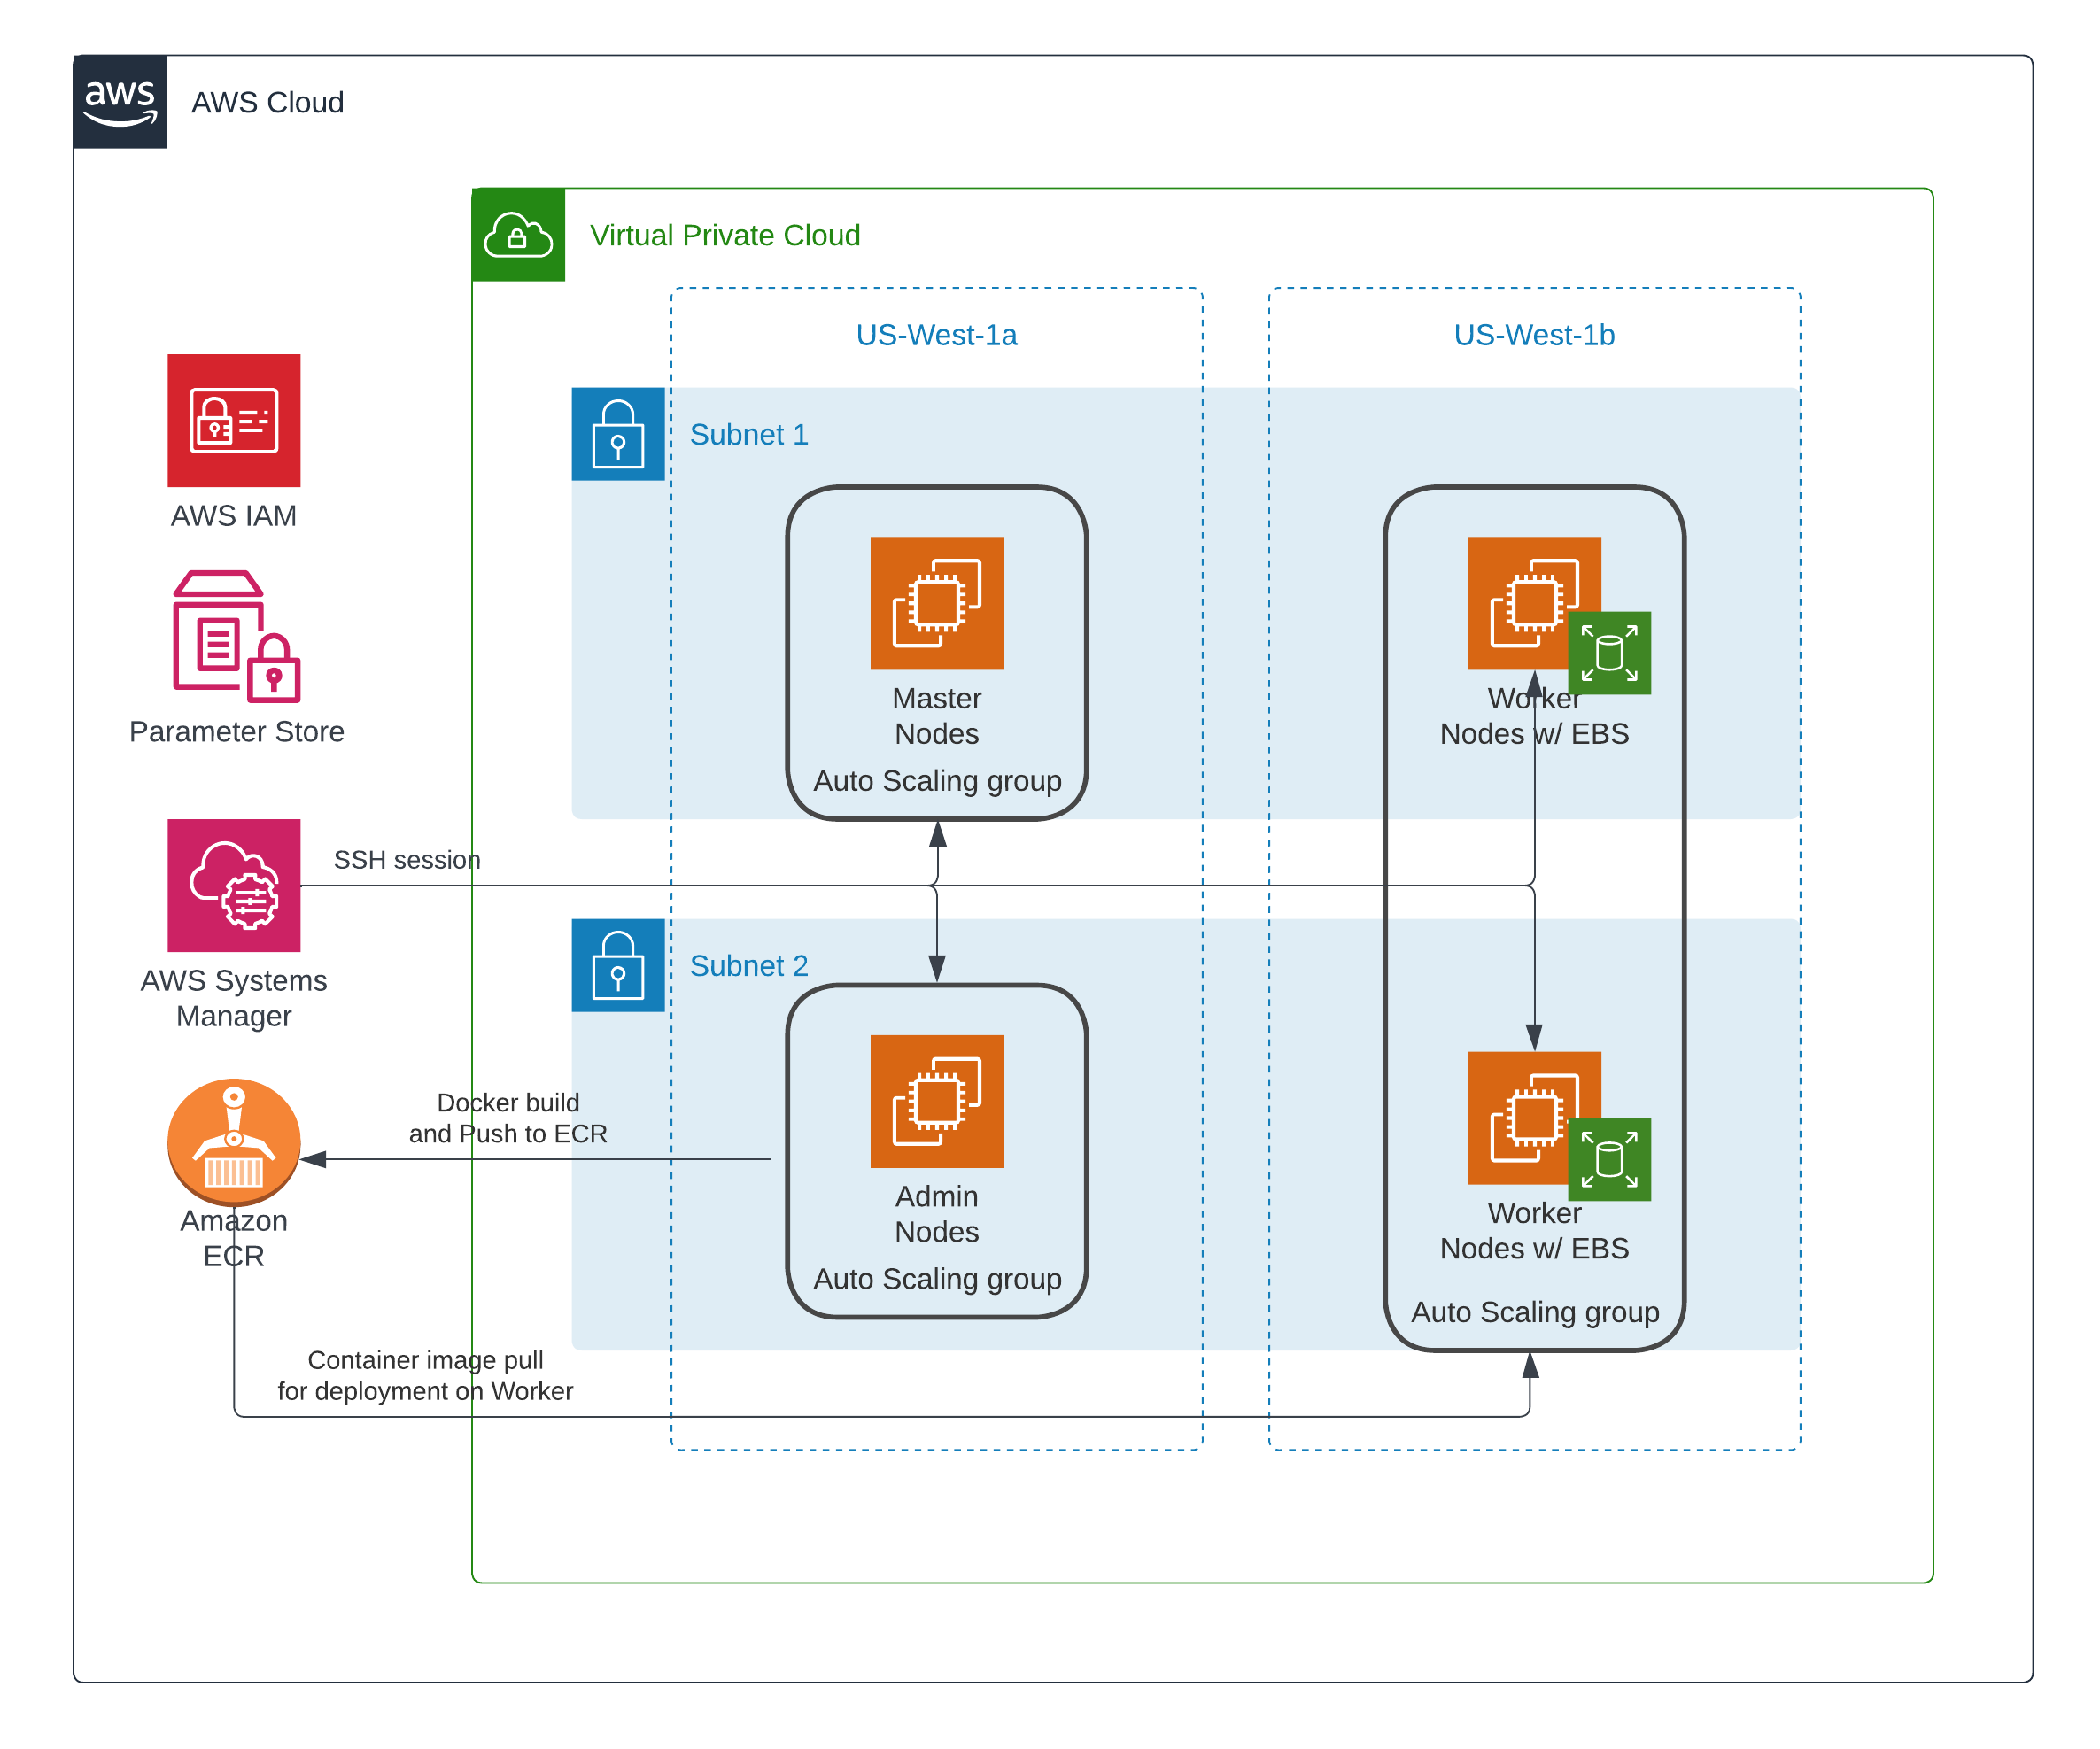 aws
AWS Cloud
Virtual Private Cloud
US-West-1a
US-West-1b
Subnet 1
AWS IAM
Master
Nodes
Auto Scaling group
Worker
Nodes w/ EBS
Parameter Store
SSH session
Subnet 2
AWS Systems
Manager
Docker build
and Push to ECR
Admin
Nodes
Auto Scaling group
Worker
Nodes w/ EBS
Auto Scaling group
Amazon
ECR
Container image pull
for deployment on Worker